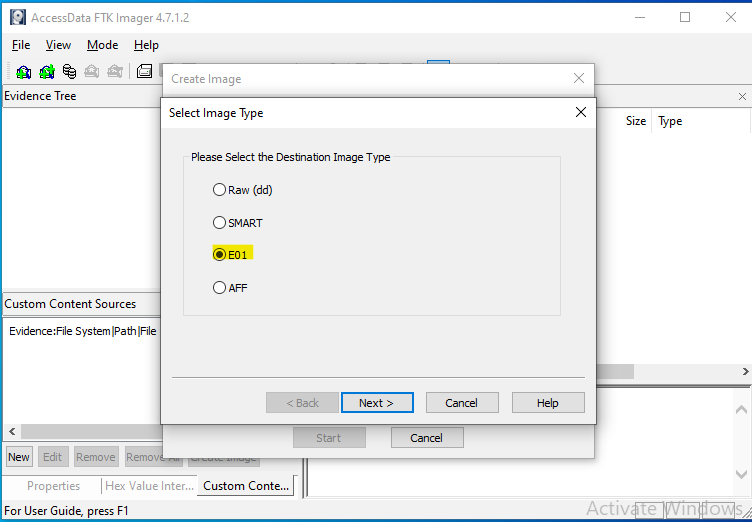 AccessData FTK Imager 4.7.1.2
File View Mode Help
Evidence Tree
Size Type
Create Image
Select Image Type
Please Select the Destination Image Type
Raw (dd)
SMART
E01
AFF
< Back Next > Cancel Help
Start Cancel
Custom Content Sources
Evidence:File System|Path|File
New Edit Remove Remove All Create Image
Properties Hex Value Inter... Custom Conte...
For User Guide, press F1
Activate Windows